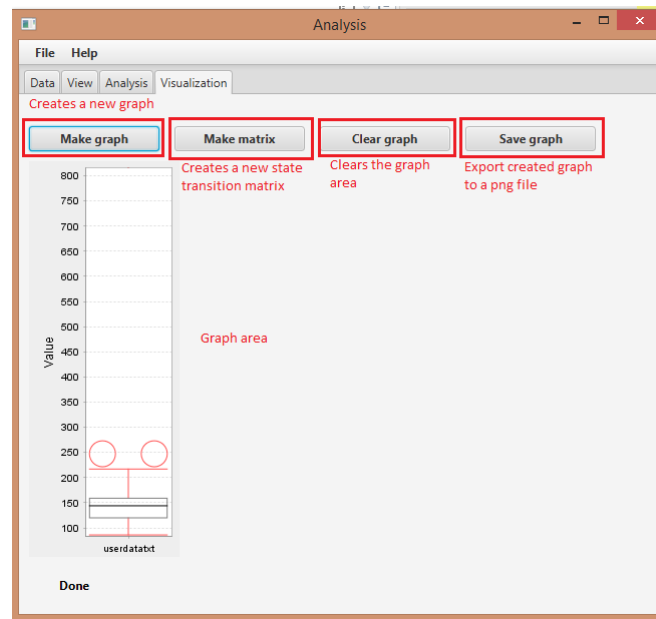 Analysis
File Help
Data View Analysis Visualization
Creates a new graph
Make graph Make matrix Clear graph Save graph
Creates a new state
transition matrix
Clears the graph
area
Export created graph
to a png file
800
750
700
650
600
550
500
450
400
350
300
250
200
150
100
Value
Graph area
userdatatxt
Done